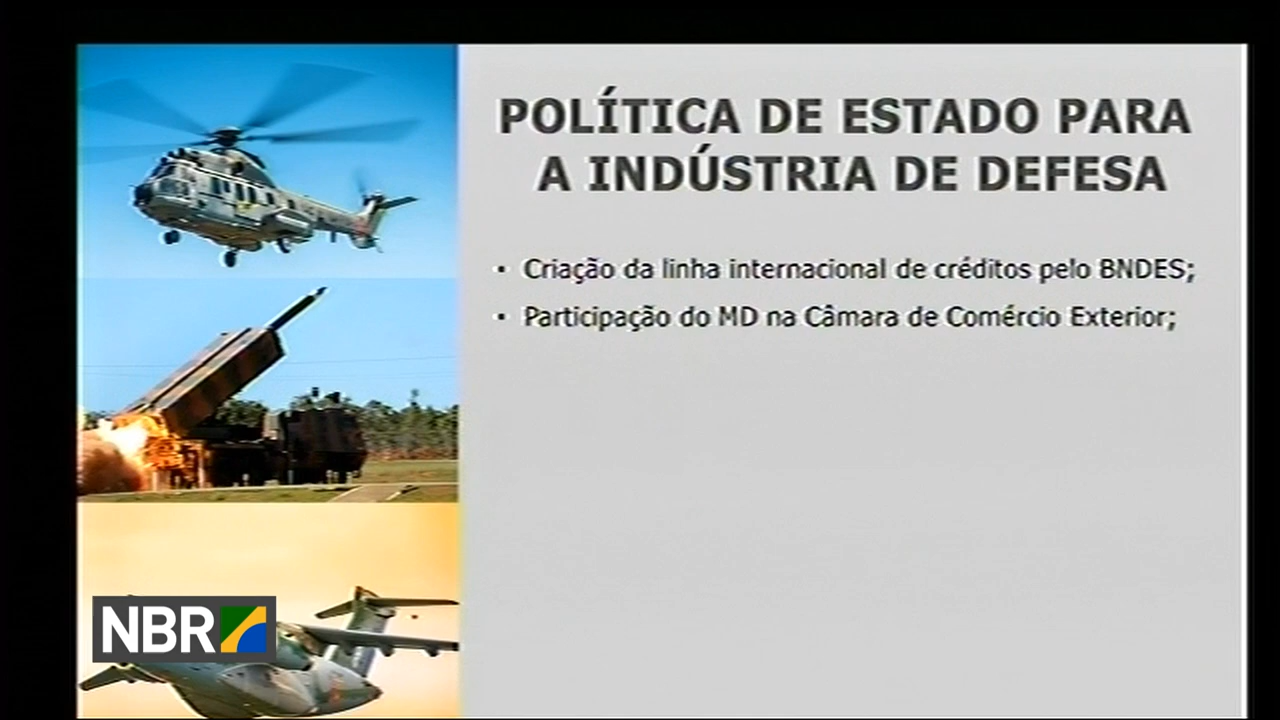 POLÍTICA DE ESTADO PARA
A INDÚSTRIA DE DEFESA
• Criação da linha internacional de créditos pelo BNDES;
• Participação do MD na Câmara de Comércio Exterior;
NBR